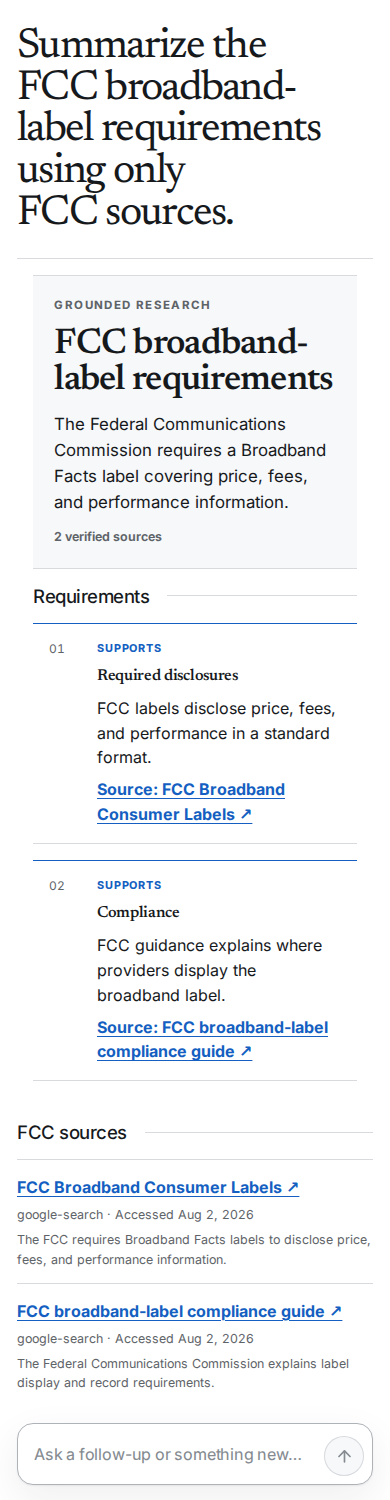 Summarize the
FCC broadband-
label requirements
using only
FCC sources.
GROUNDED RESEARCH
FCC broadband-
label requirements
The Federal Communications
Commission requires a Broadband
Facts label covering price, fees,
and performance information.
2 verified sources
Requirements
01
SUPPORTS
Required disclosures
FCC labels disclose price, fees,
and performance in a standard
format.
Source: FCC Broadband
Consumer Labels ↗
02
SUPPORTS
Compliance
FCC guidance explains where
providers display the
broadband label.
Source: FCC broadband-label
compliance guide ↗
FCC sources
FCC Broadband Consumer Labels ↗
google-search · Accessed Aug 2, 2026
The FCC requires Broadband Facts labels to disclose price,
fees, and performance information.
FCC broadband-label compliance guide ↗
google-search · Accessed Aug 2, 2026
The Federal Communications Commission explains label
display and record requirements.
Ask a follow-up or something new...